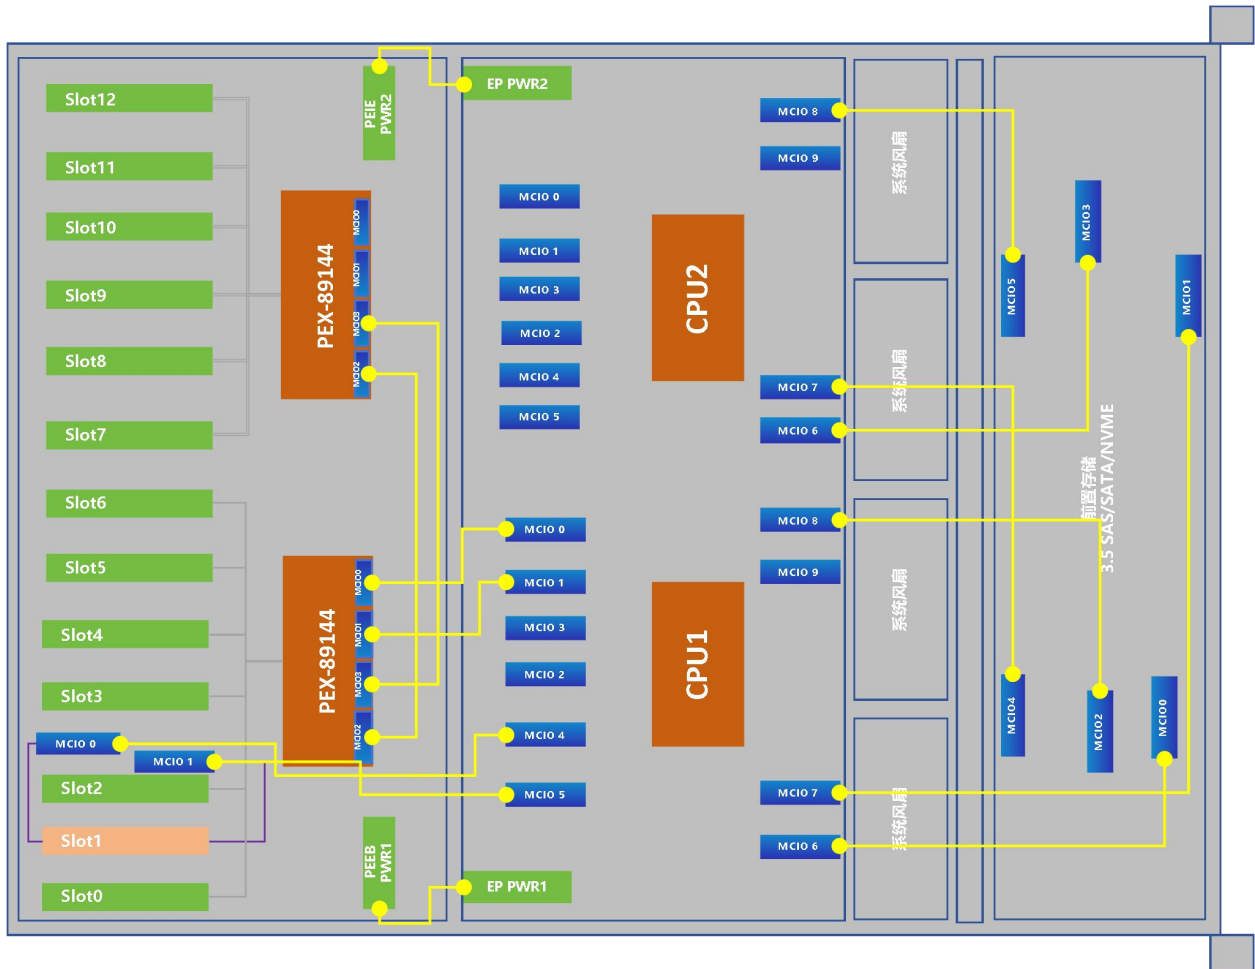 Slot12
Slot11
Slot10
Slot9
Slot8
Slot7
Slot6
Slot5
Slot4
Slot3
MCIO 0
MCIO 1
Slot2
Slot1
Slot0
PEIE
PWR2
PEX-89144
MCIO0
MCIO1
MCIO3
MCIO2
PEX-89144
MCIO0
MCIO1
MCIO3
MCIO2
PEEB
PWR1
EP PWR2
MCIO 0
MCIO 1
MCIO 3
MCIO 2
MCIO 4
MCIO 5
MCIO 0
MCIO 1
MCIO 3
MCIO 2
MCIO 4
MCIO 5
EP PWR1
CPU2
CPU1
MCIO 8
MCIO 9
MCIO 7
MCIO 6
MCIO 8
MCIO 9
MCIO 7
MCIO 6
系统风扇
系统风扇
系统风扇
系统风扇
MCIO5
MCIO3
MCIO1
前置存储
3.5 SAS/SATA/NVME
MCIO4
MCIO2
MCIO0